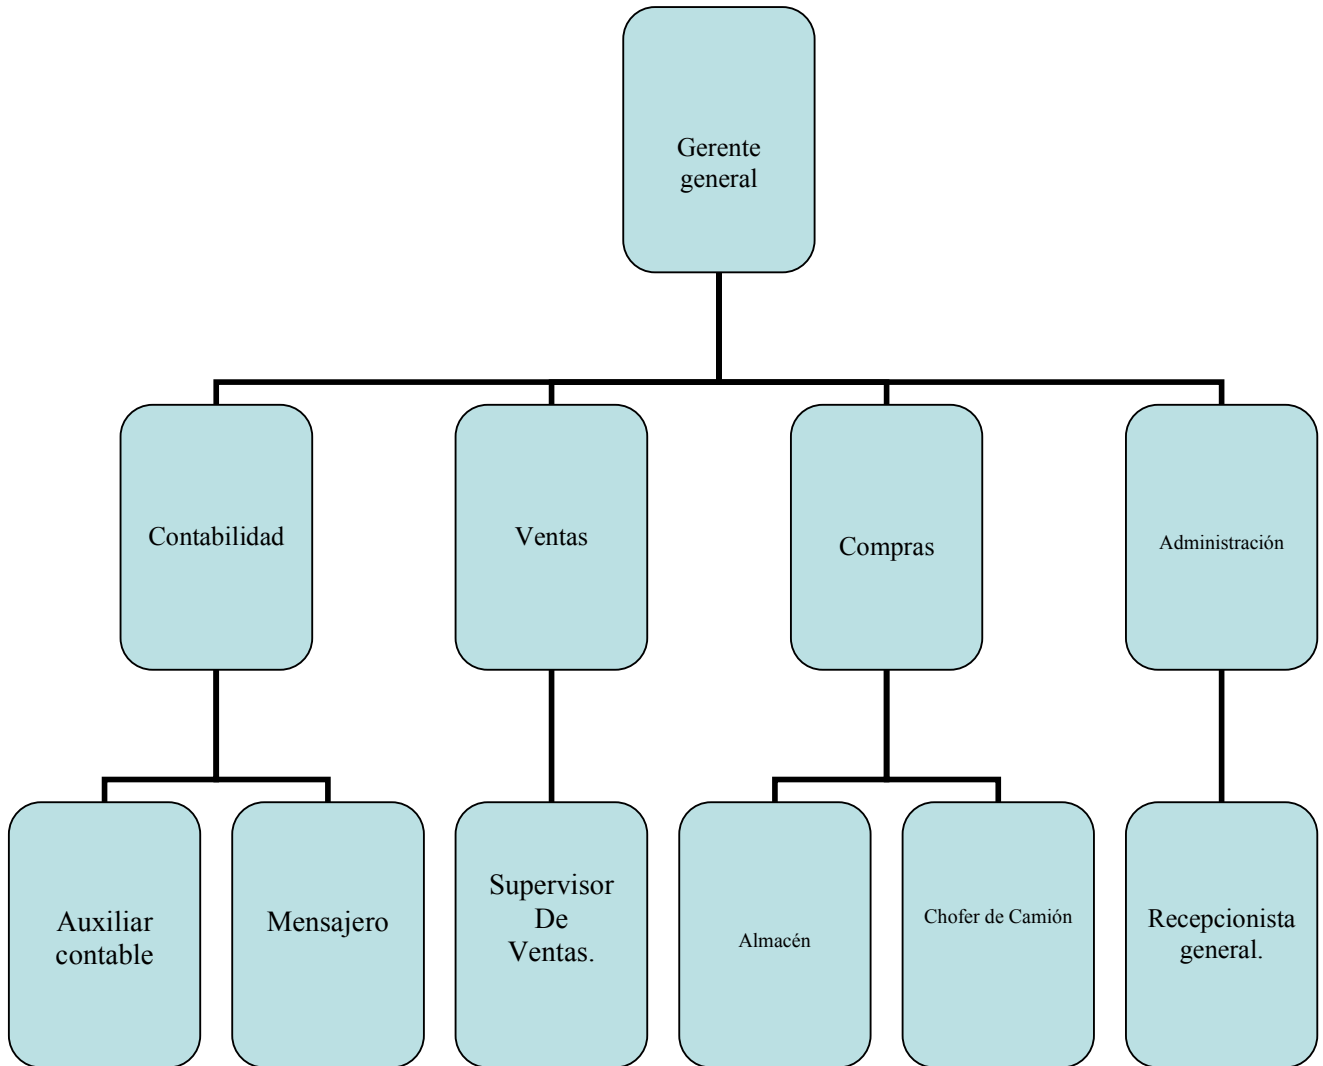 Gerente
general
Contabilidad
Ventas
Compras
Administración
Auxiliar
contable
Mensajero
Supervisor
De
Ventas.
Almacén
Chofer de Camión
Recepcionista
general.